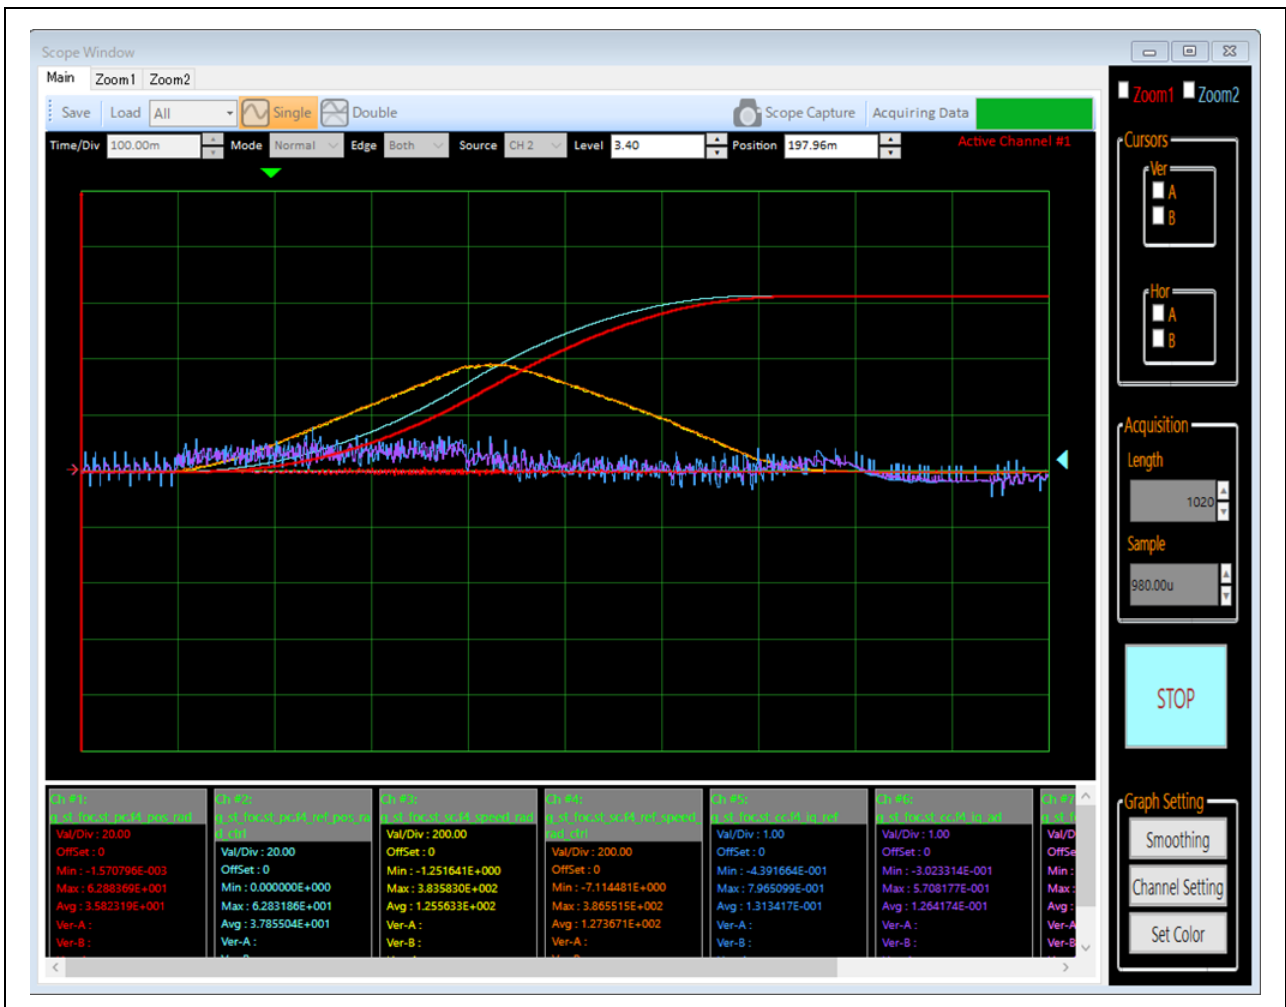 Scope Window
Main Zoom1 Zoom2
Save Load All Single Double Scope Capture Acquiring Data
Time/Div 100.00m Mode Normal Edge Both Source CH 2 Level 3.40 Position 197.96m Active Channel #1
Zoom1 Zoom2
Cursors
Ver
A
B
Hor
A
B
Acquisition
Length
1020
Sample
980.00u
STOP
Graph Setting
Smoothing
Channel Setting
Set Color
Ch #1:
g_st_foc.st_pc.f4_pos_rad
Val/Div : 20.00
OffSet : 0
Min : -1.570796E-003
Max : 6.288369E+001
Avg : 3.582319E+001
Ver-A :
Ver-B :
Ch #2:
g_st_foc.st_pc.f4_ref_pos_ra
d_ctrl
Val/Div : 20.00
OffSet : 0
Min : 0.000000E+000
Max : 6.283186E+001
Avg : 3.785504E+001
Ver-A :
Ch #3:
g_st_foc.st_sc.f4_speed_rad
Val/Div : 200.00
OffSet : 0
Min : -1.251641E+000
Max : 3.835830E+002
Avg : 1.255633E+002
Ver-A :
Ver-B :
Ch #4:
g_st_foc.st_sc.f4_ref_speed_
rad_ctrl
Val/Div : 200.00
OffSet : 0
Min : -7.114481E+000
Max : 3.865515E+002
Avg : 1.273671E+002
Ver-A :
Ch #5:
g_st_foc.st_cc.f4_iq_ref
Val/Div : 1.00
OffSet : 0
Min : -4.391664E-001
Max : 7.965099E-001
Avg : 1.313417E-001
Ver-A :
Ver-B :
Ch #6:
g_st_foc.st_cc.f4_iq_ad
Val/Div : 1.00
OffSet : 0
Min : -3.023314E-001
Max : 5.708177E-001
Avg : 1.264174E-001
Ver-A :
Ver-B :
Ch #7
g_st_f
Val/D
OffSe
Min :
Max :
Avg :
Ver-A
Ver-B